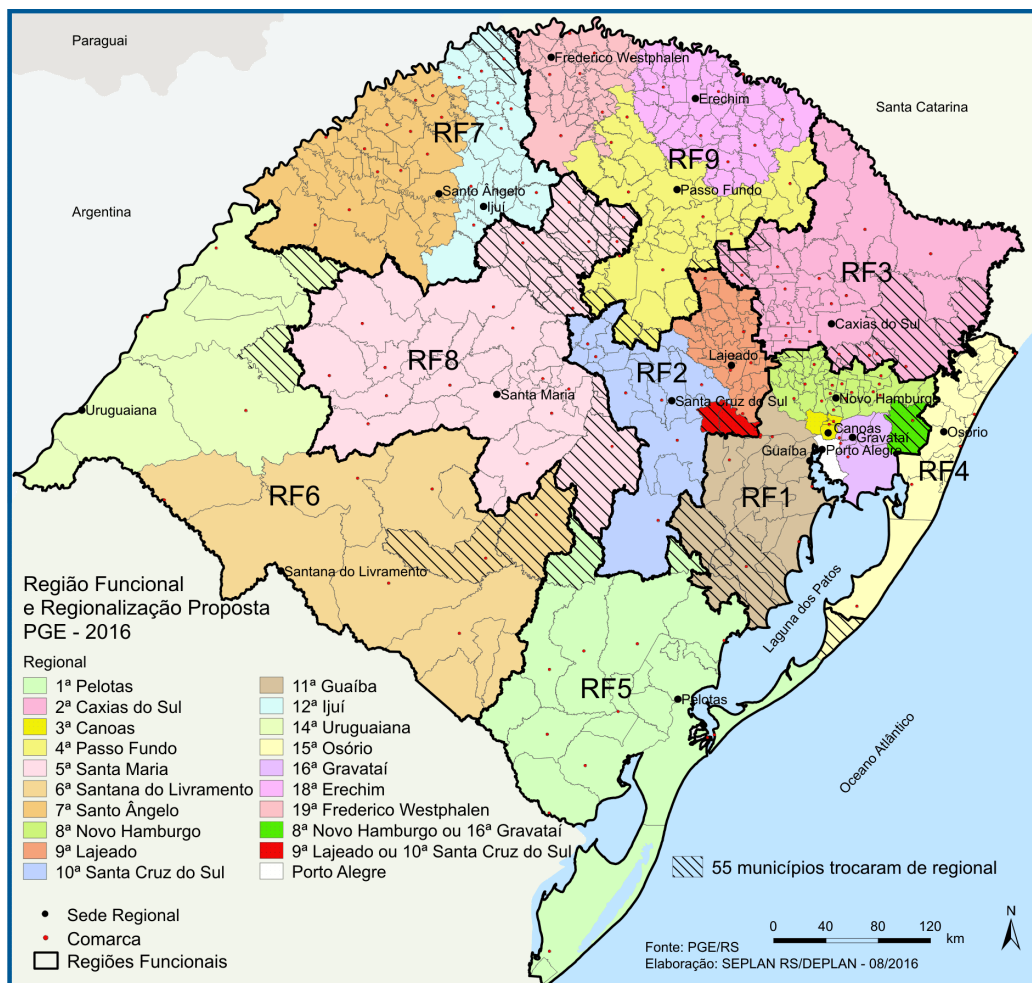 Paraguai
Frederico Westphalen
Erechim
Santa Catarina
RF7
RF9
Santo Ângelo
Passo Fundo
Ijuí
Argentina
RF3
Caxias do Sul
RF8
RF2
Lajeado
Santa Maria
Santa Cruz do Sul
Novo Hamburgo
Uruguaiana
Canoas
Gravataí
Osório
Guaíba
Porto Alegre
RF4
RF6
RF1
Santana do Livramento
Laguna dos Patos
RF5
Pelotas
Oceano Atlântico
Região Funcional
e Regionalização Proposta
PGE - 2016
Regional
1ª Pelotas
2ª Caxias do Sul
3ª Canoas
4ª Passo Fundo
5ª Santa Maria
6ª Santana do Livramento
7ª Santo Ângelo
8ª Novo Hamburgo
9ª Lajeado
10ª Santa Cruz do Sul
11ª Guaíba
12ª Ijuí
14ª Uruguaiana
15ª Osório
16ª Gravataí
18ª Erechim
19ª Frederico Westphalen
8ª Novo Hamburgo ou 16ª Gravataí
9ª Lajeado ou 10ª Santa Cruz do Sul
Porto Alegre
55 municípios trocaram de regional
Sede Regional
Comarca
Regiões Funcionais
N
0 40 80 120
km
Fonte: PGE/RS
Elaboração: SEPLAN RS/DEPLAN - 08/2016